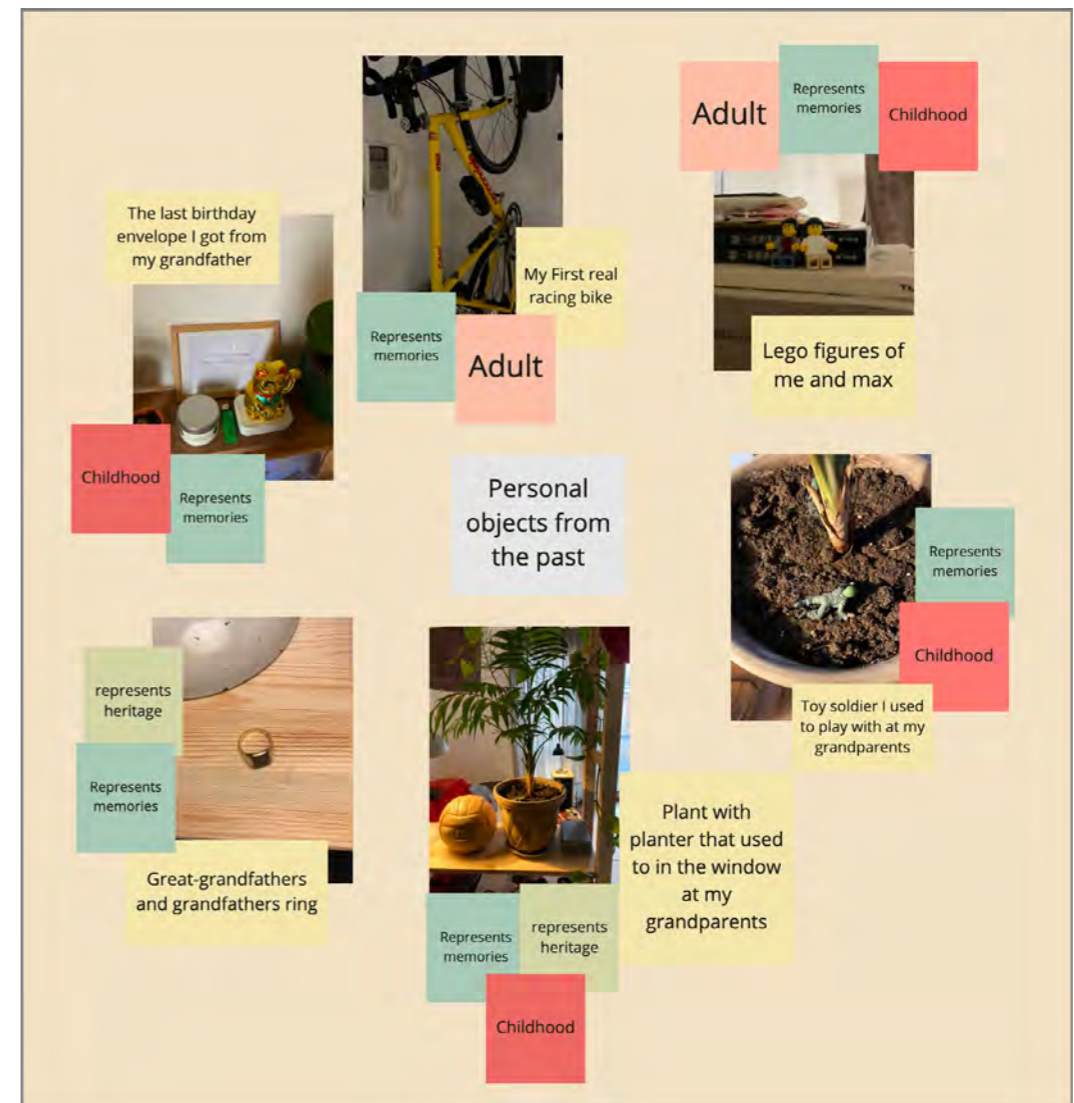 Adult
Represents
memories
Childhood
The last birthday
envelope I got from
my grandfather
My First real
racing bike
Represents
memories
Adult
Lego figures of
me and max
Childhood
Represents
memories
Personal
objects from
the past
Represents
memories
Childhood
Toy soldier I used
to play with at my
grandparents
represents
heritage
Represents
memories
Great-grandfathers
and grandfathers ring
Plant with
planter that used
to in the window
at my
grandparents
Represents
memories
represents
heritage
Childhood